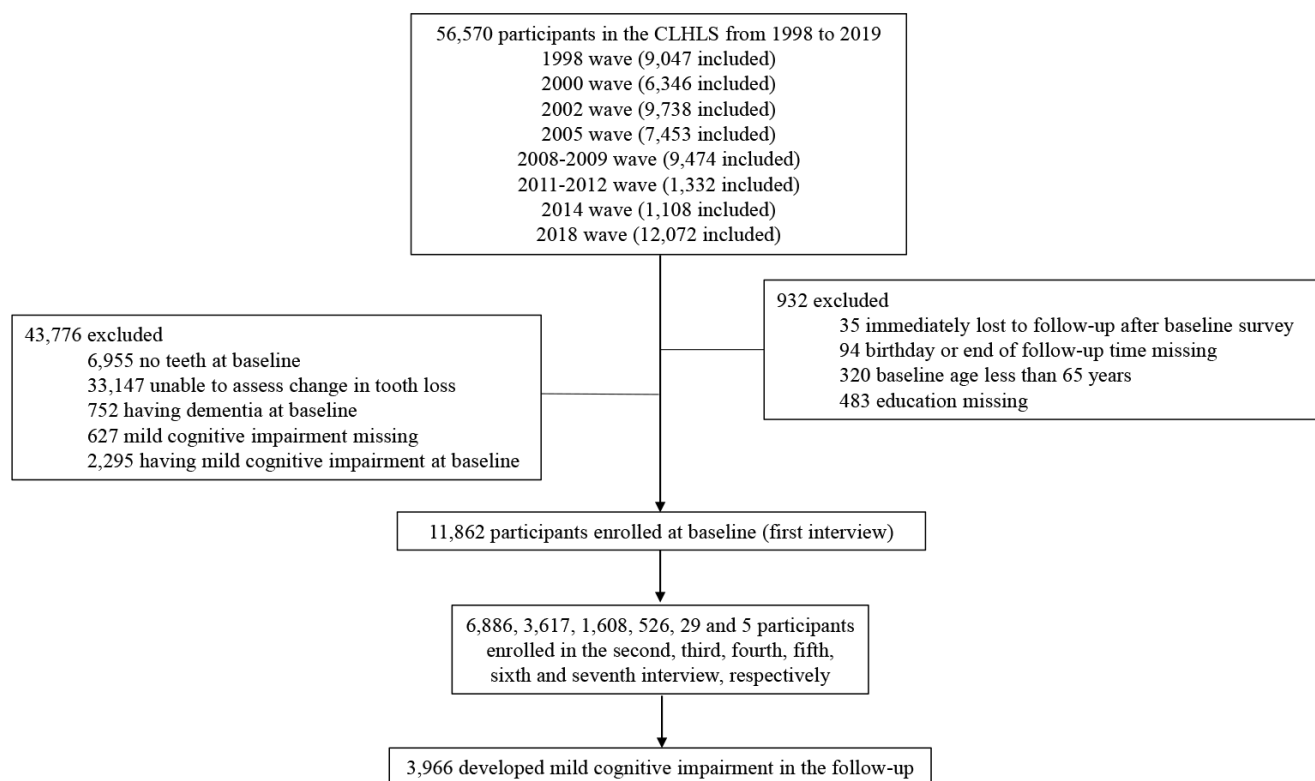 56,570 participants in the CLHLS from 1998 to 2019
1998 wave (9,047 included)
2000 wave (6,346 included)
2002 wave (9,738 included)
2005 wave (7,453 included)
2008-2009 wave (9,474 included)
2011-2012 wave (1,332 included)
2014 wave (1,108 included)
2018 wave (12,072 included)
43,776 excluded
6,955 no teeth at baseline
33,147 unable to assess change in tooth loss
752 having dementia at baseline
627 mild cognitive impairment missing
2,295 having mild cognitive impairment at baseline
932 excluded
35 immediately lost to follow-up after baseline survey
94 birthday or end of follow-up time missing
320 baseline age less than 65 years
483 education missing
11,862 participants enrolled at baseline (first interview)
6,886, 3,617, 1,608, 526, 29 and 5 participants
enrolled in the second, third, fourth, fifth,
sixth and seventh interview, respectively
3,966 developed mild cognitive impairment in the follow-up